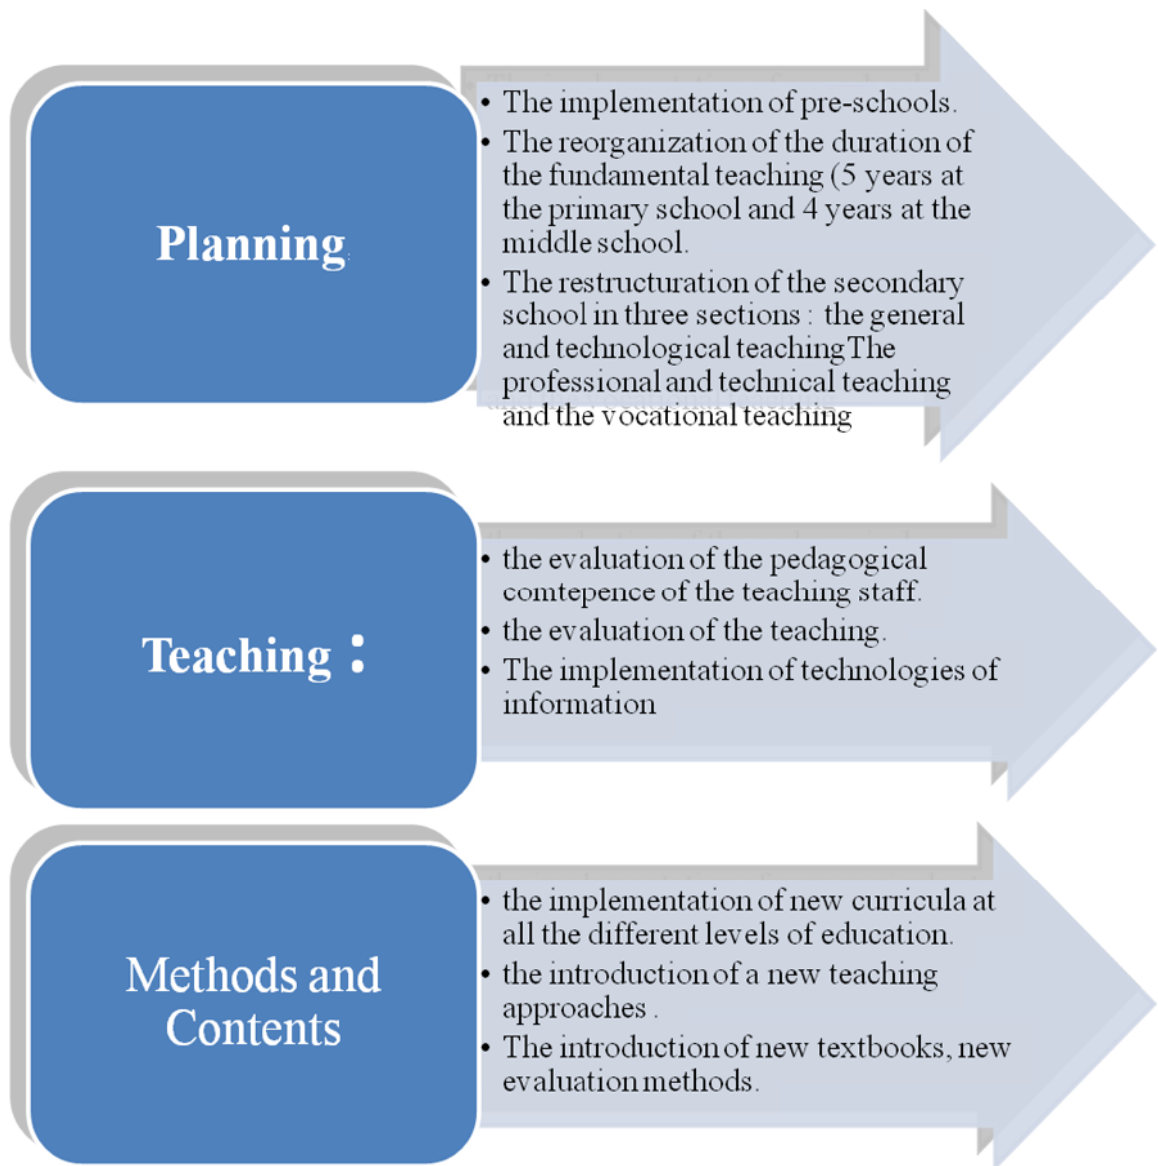 Planning:
• The implementation of pre-schools.
• The reorganization of the duration of
the fundamental teaching (5 years at
the primary school and 4 years at the
middle school.
• The restructuration of the secondary
school in three sections : the general
and technological teachingThe
professional and technical teaching
and the vocational teaching
Teaching :
• the evaluation of the pedagogical
comtepence of the teaching staff.
• the evaluation of the teaching.
• The implementation of technologies of
information
Methods and
Contents
• the implementation of new curricula at
all the different levels of education.
• the introduction of a new teaching
approaches .
• The introduction of new textbooks, new
evaluation methods.